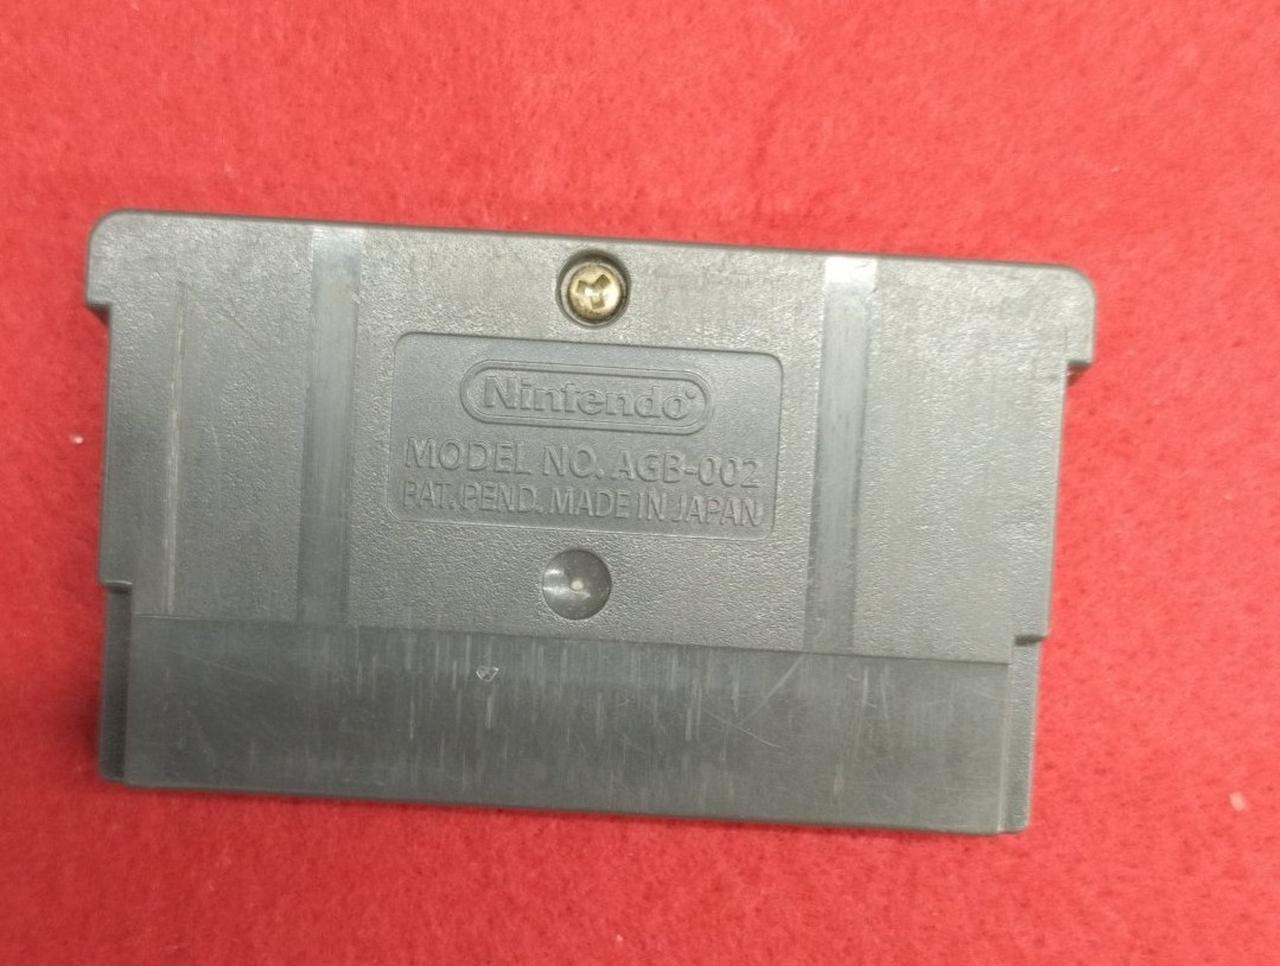 Nintendo®
MODEL NO. AGB-002
PAT. PEND. MADE IN JAPAN